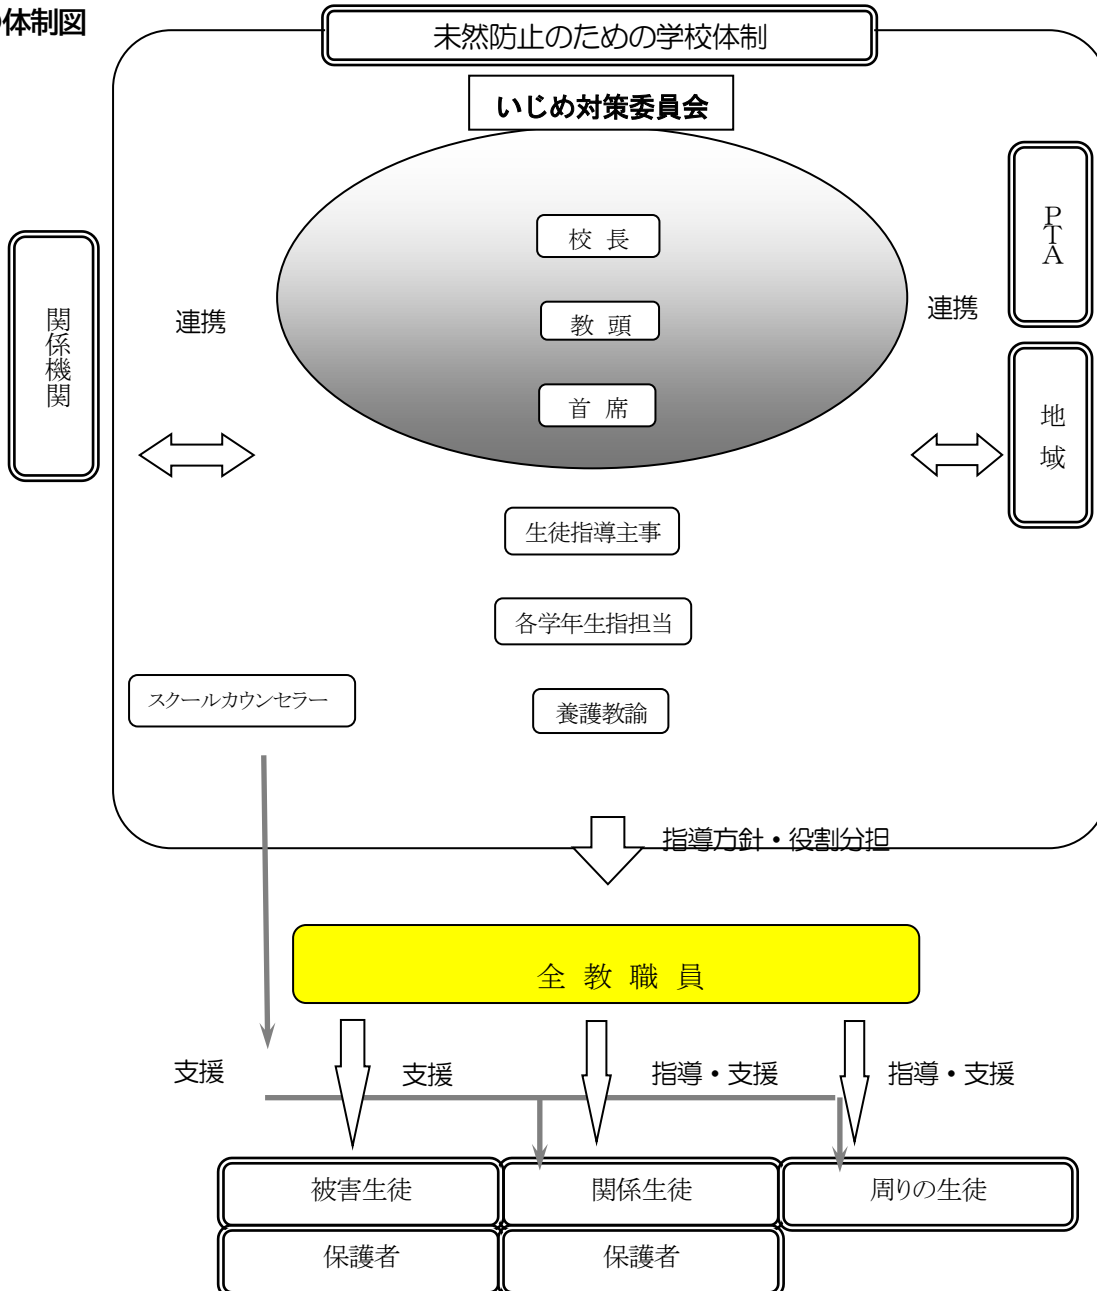 体制図
未然防止のための学校体制
いじめ対策委員会
校 長
PTA
連携
教 頭
連携
関係機関
首 席
地 域
生徒指導主事
各学年生指担当
スクールカウンセラー
養護教諭
指導方針・役割分担
全 教 職 員
支援
支援
指導・支援
指導・支援
被害生徒
関係生徒
周りの生徒
保護者
保護者